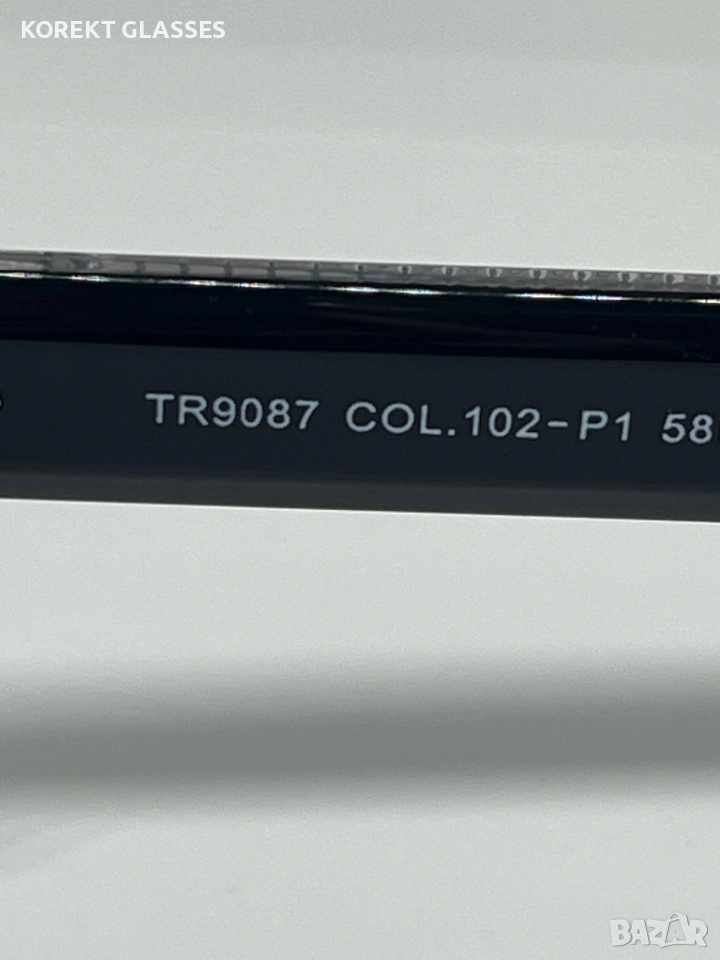 KOREKT GLASSES
TR9087 COL.102-P1 58
BAZAR